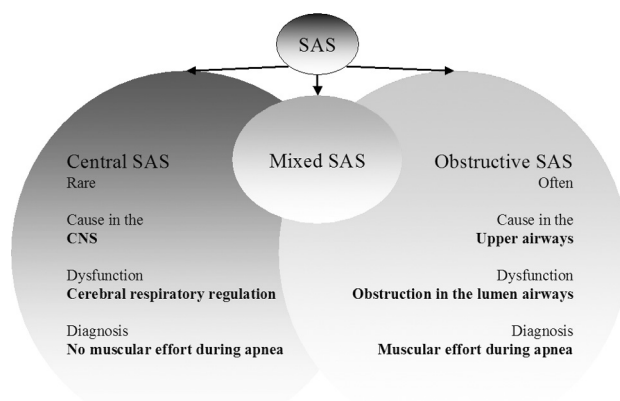 SAS
Central SAS
Rare
Cause in the
CNS
Dysfunction
Cerebral respiratory regulation
Diagnosis
No muscular effort during apnea
Mixed SAS
Obstructive SAS
Often
Cause in the
Upper airways
Dysfunction
Obstruction in the lumen airways
Diagnosis
Muscular effort during apnea